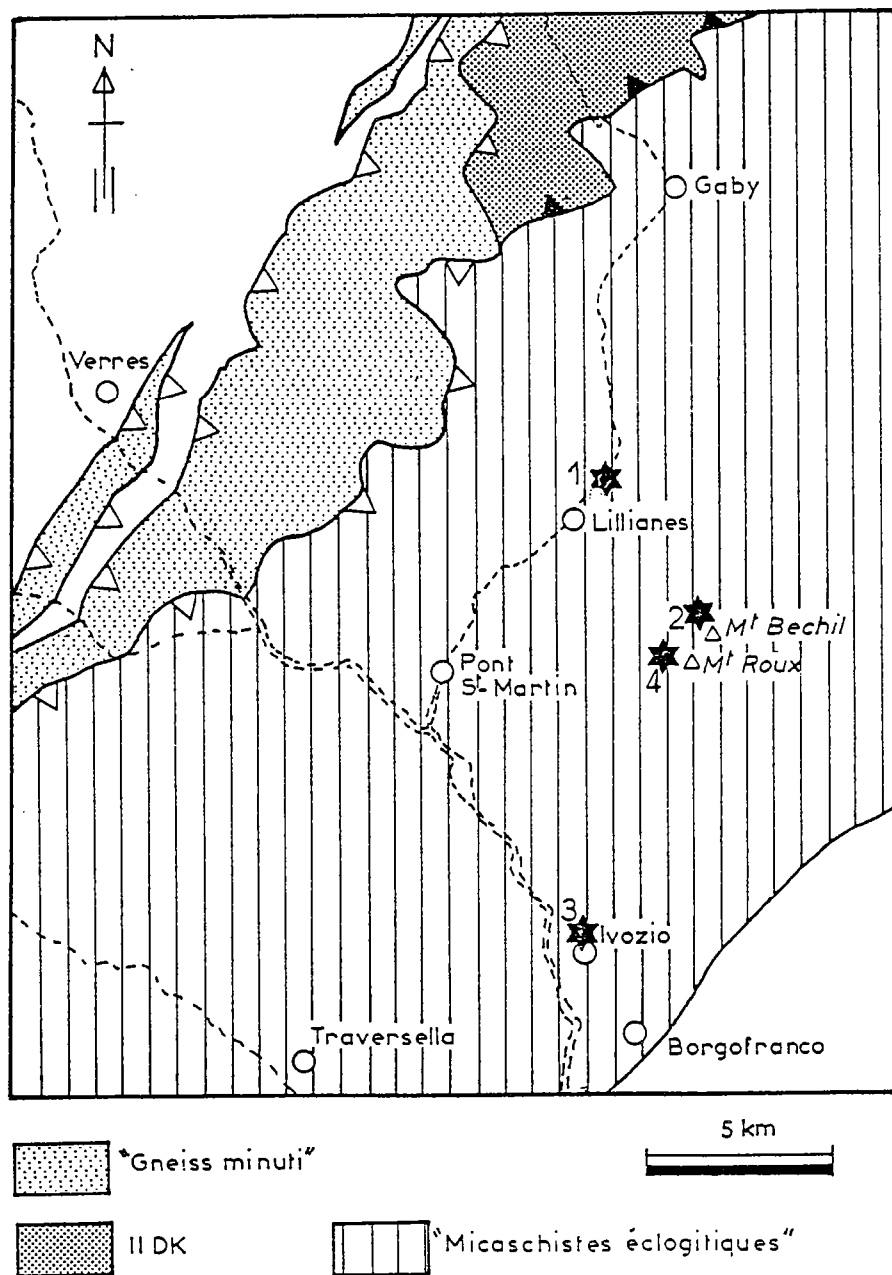 N
Gaby
Verres
1
Lillianes
2
Mt Bechil
Mt Roux
4
Pont
St-Martin
3
Ivozio
Traversella
Borgofranco
5 km
"Gneiss minuti"
II DK
"Micaschistes éclogitiques"